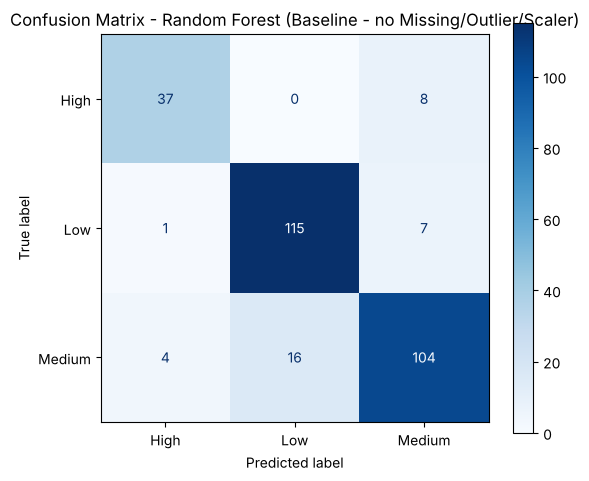 Confusion Matrix - Random Forest (Baseline - no Missing/Outlier/Scaler)
True label
High
37
0
8
Low
1
115
7
Medium
4
16
104
High
Low
Medium
Predicted label
100
80
60
40
20
0